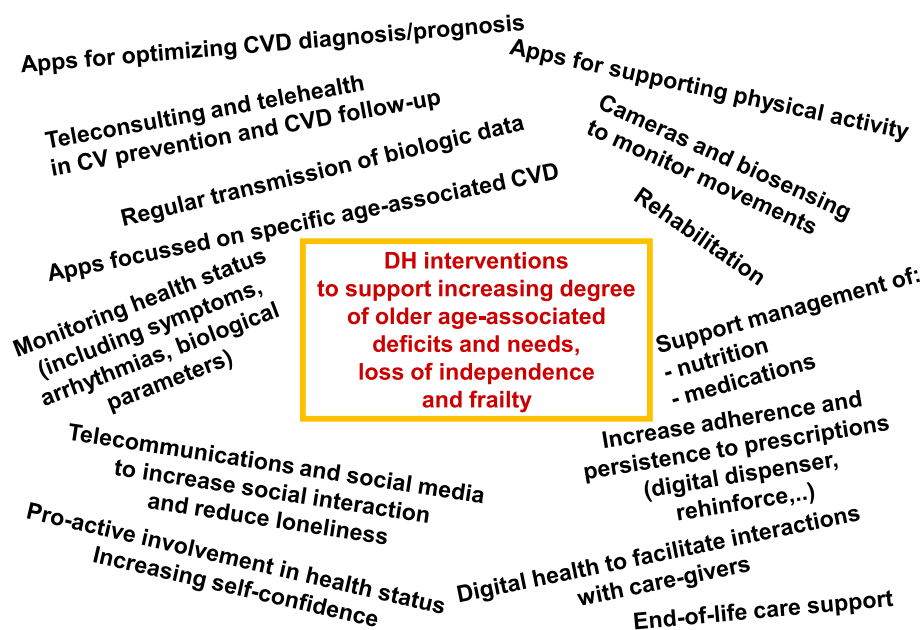 Apps for optimizing CVD diagnosis/prognosis
Teleconsulting and telehealth
in CV prevention and CVD follow-up
Regular transmission of biologic data
Apps focussed on specific age-associated CVD
Monitoring health status
(including symptoms,
arrhythmias, biological
parameters)
Telecommunications and social media
to increase social interaction
and reduce loneliness
Pro-active involvement in health status
Increasing self-confidence
DH interventions
to support increasing degree
of older age-associated
deficits and needs,
loss of independence
and frailty
Apps for supporting physical activity
Cameras and biosensing
to monitor movements
Rehabilitation
Support management of:
- nutrition
- medications
Increase adherence and
persistence to prescriptions
(digital dispenser,
rehinforce,..)
Digital health to facilitate interactions
with care-givers
End-of-life care support